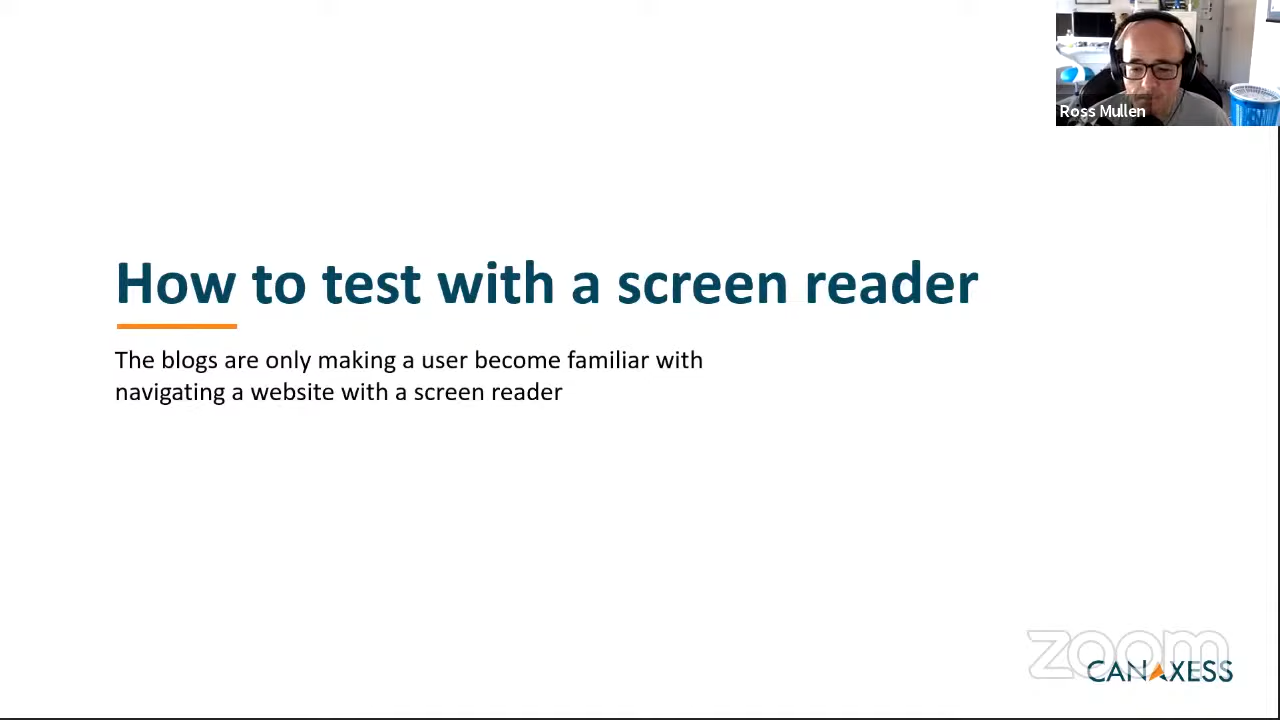 Ross Mullen
How to test with a screen reader
The blogs are only making a user become familiar with
navigating a website with a screen reader
zoom
CANAXESS